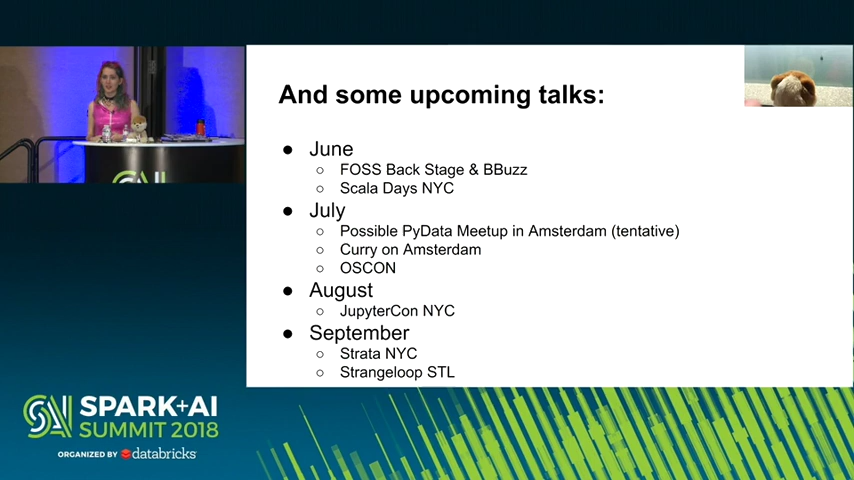 And some upcoming talks:
● June
○ FOSS Back Stage & BBuzz
○ Scala Days NYC
● July
○ Possible PyData Meetup in Amsterdam (tentative)
○ Curry on Amsterdam
○ OSCON
● August
○ JupyterCon NYC
● September
○ Strata NYC
○ Strangeloop STL
SPARK+AI
SUMMIT 2018
ORGANIZED BY databricks